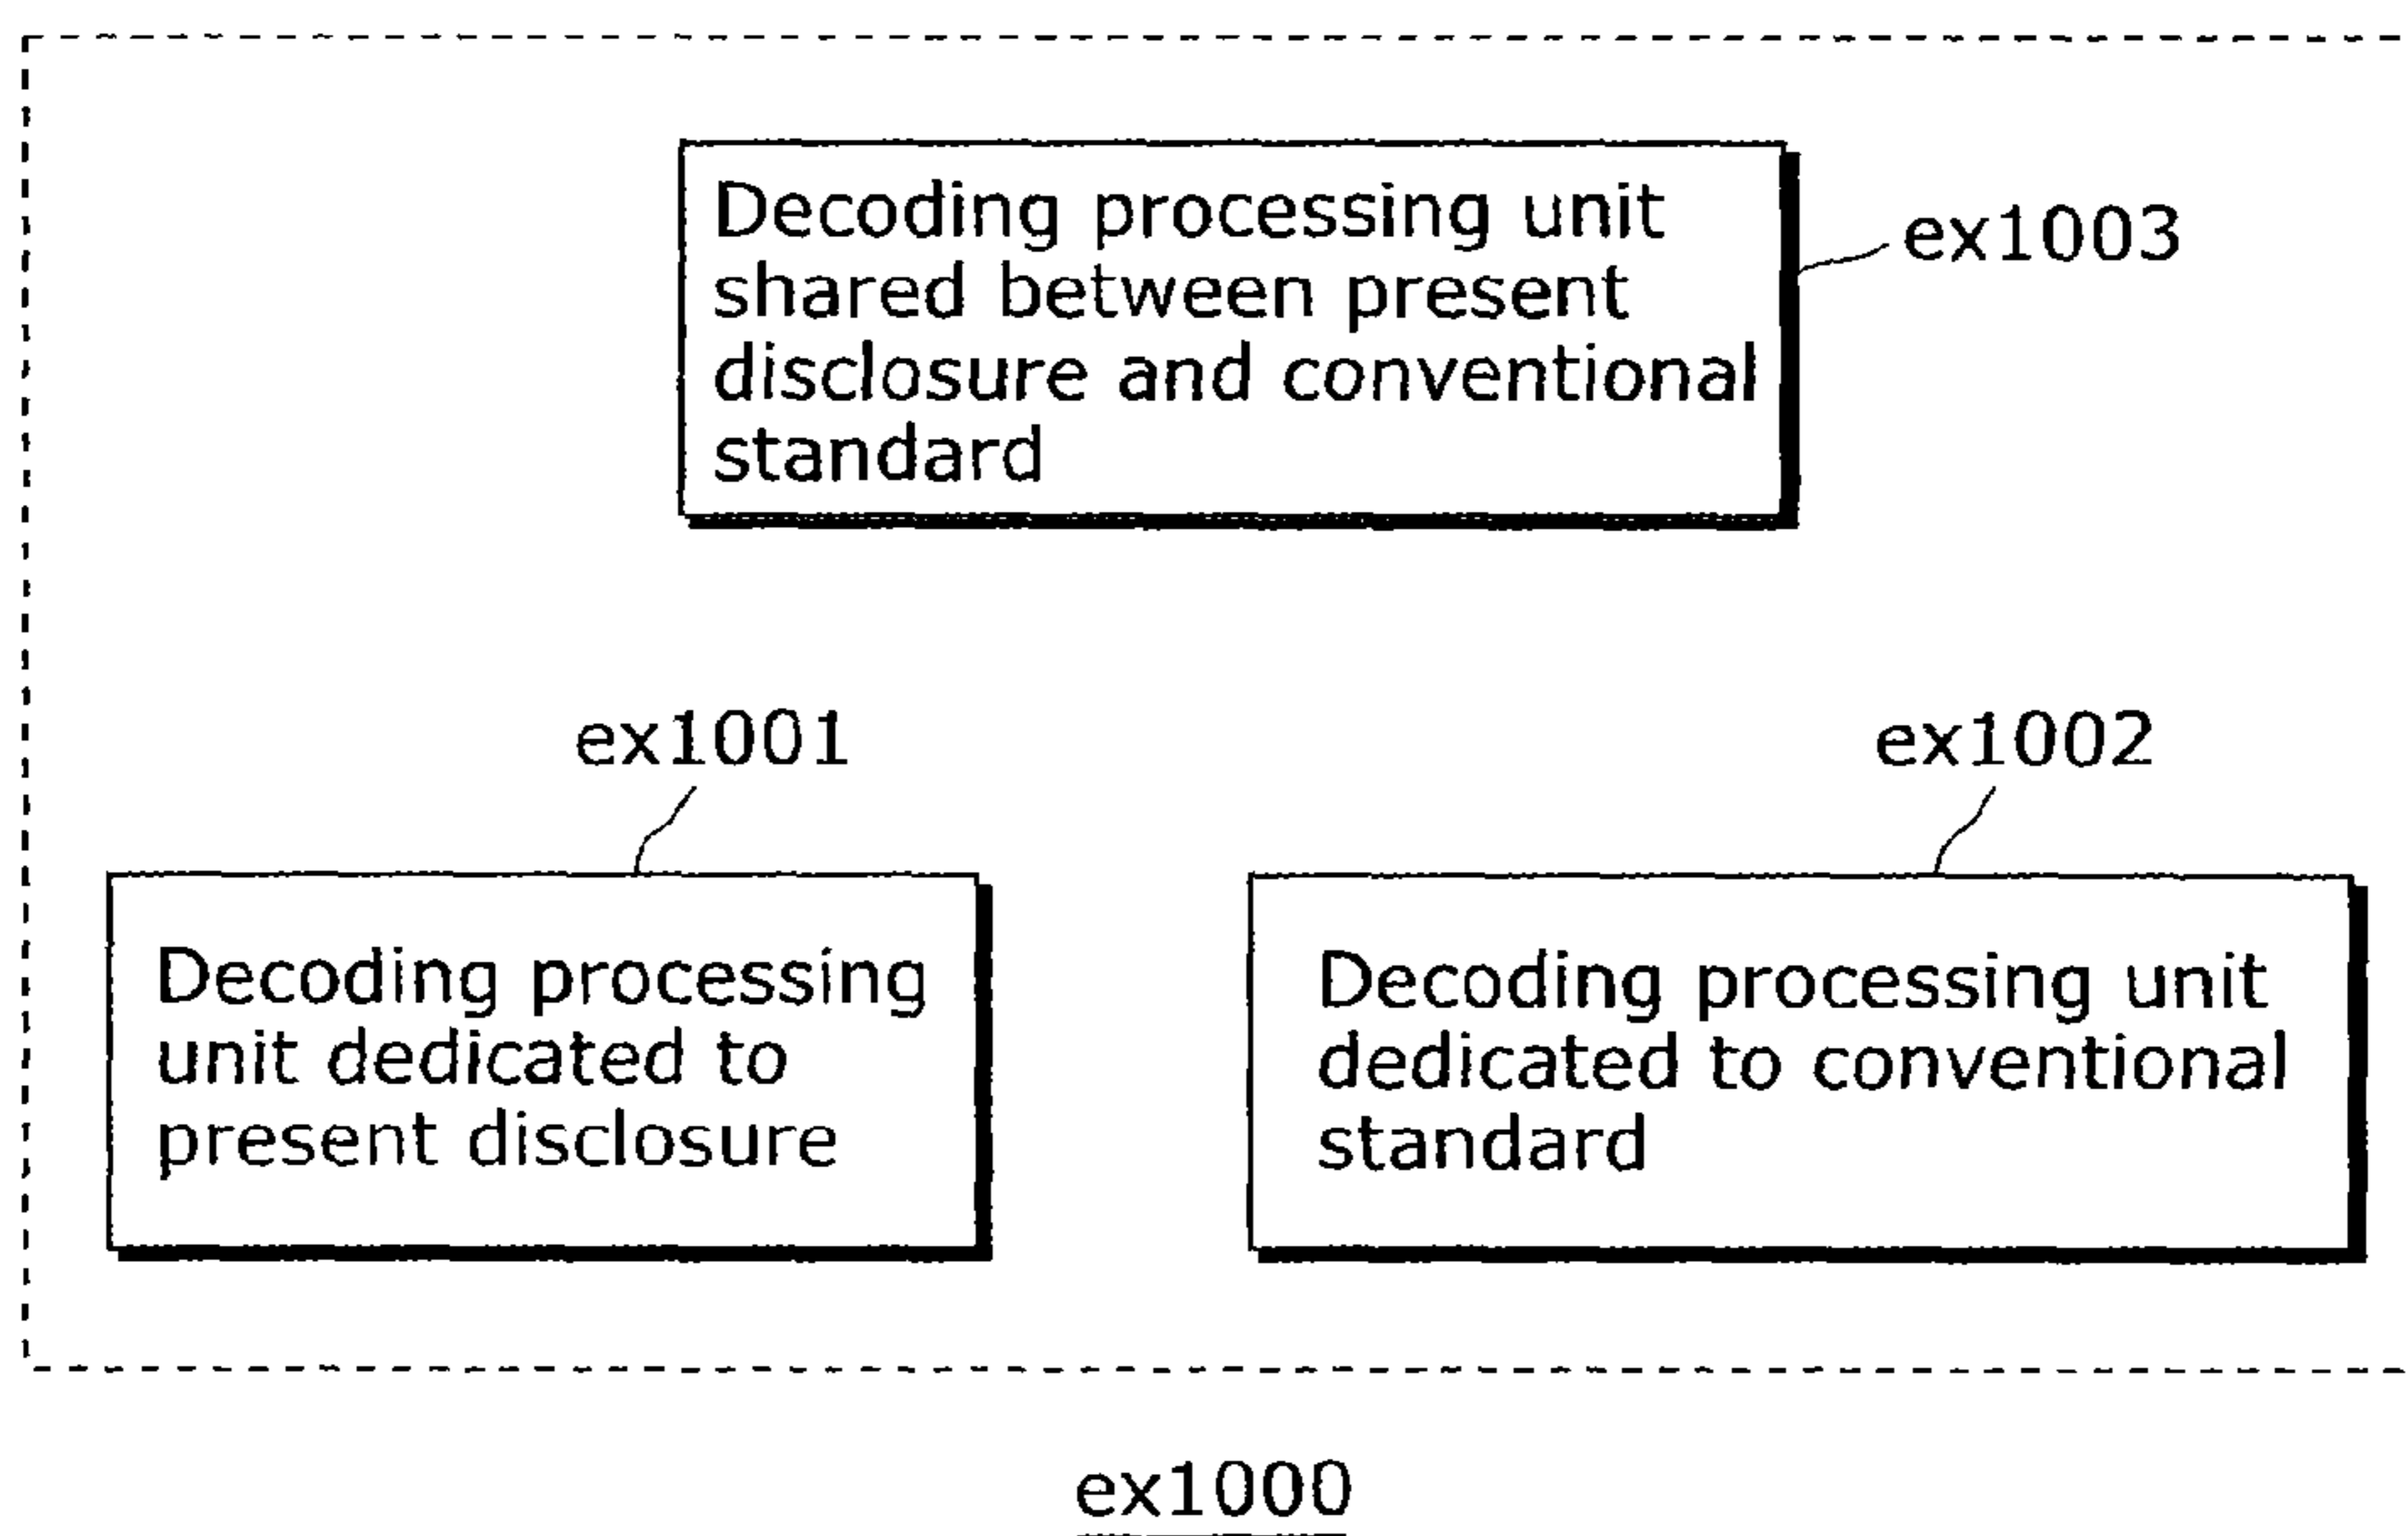 Decoding processing unit
shared between present
disclosure and conventional
standard
ex1003
ex1001
ex1002
Decoding processing
unit dedicated to
present disclosure
Decoding processing unit
dedicated to conventional
standard
ex1000